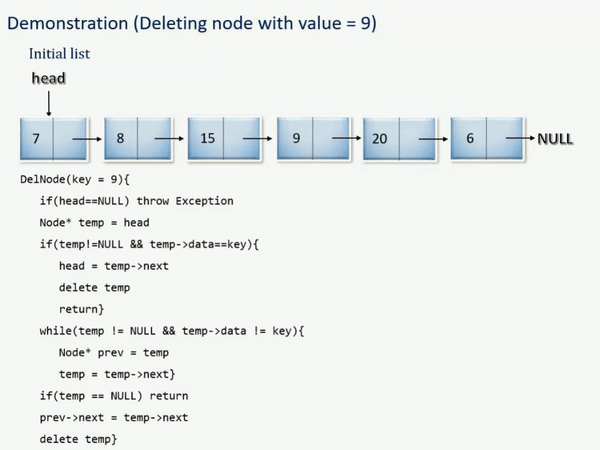 Demonstration (Deleting node with value = 9)
Initial list
head
7 8 15 9 20 6 NULL
DelNode(key = 9){
if(head==NULL) throw Exception
Node* temp = head
if(temp!=NULL && temp->data==key){
head = temp->next
delete temp
return}
while(temp != NULL && temp->data != key){
Node* prev = temp
temp = temp->next}
if(temp == NULL) return
prev->next = temp->next
delete temp}